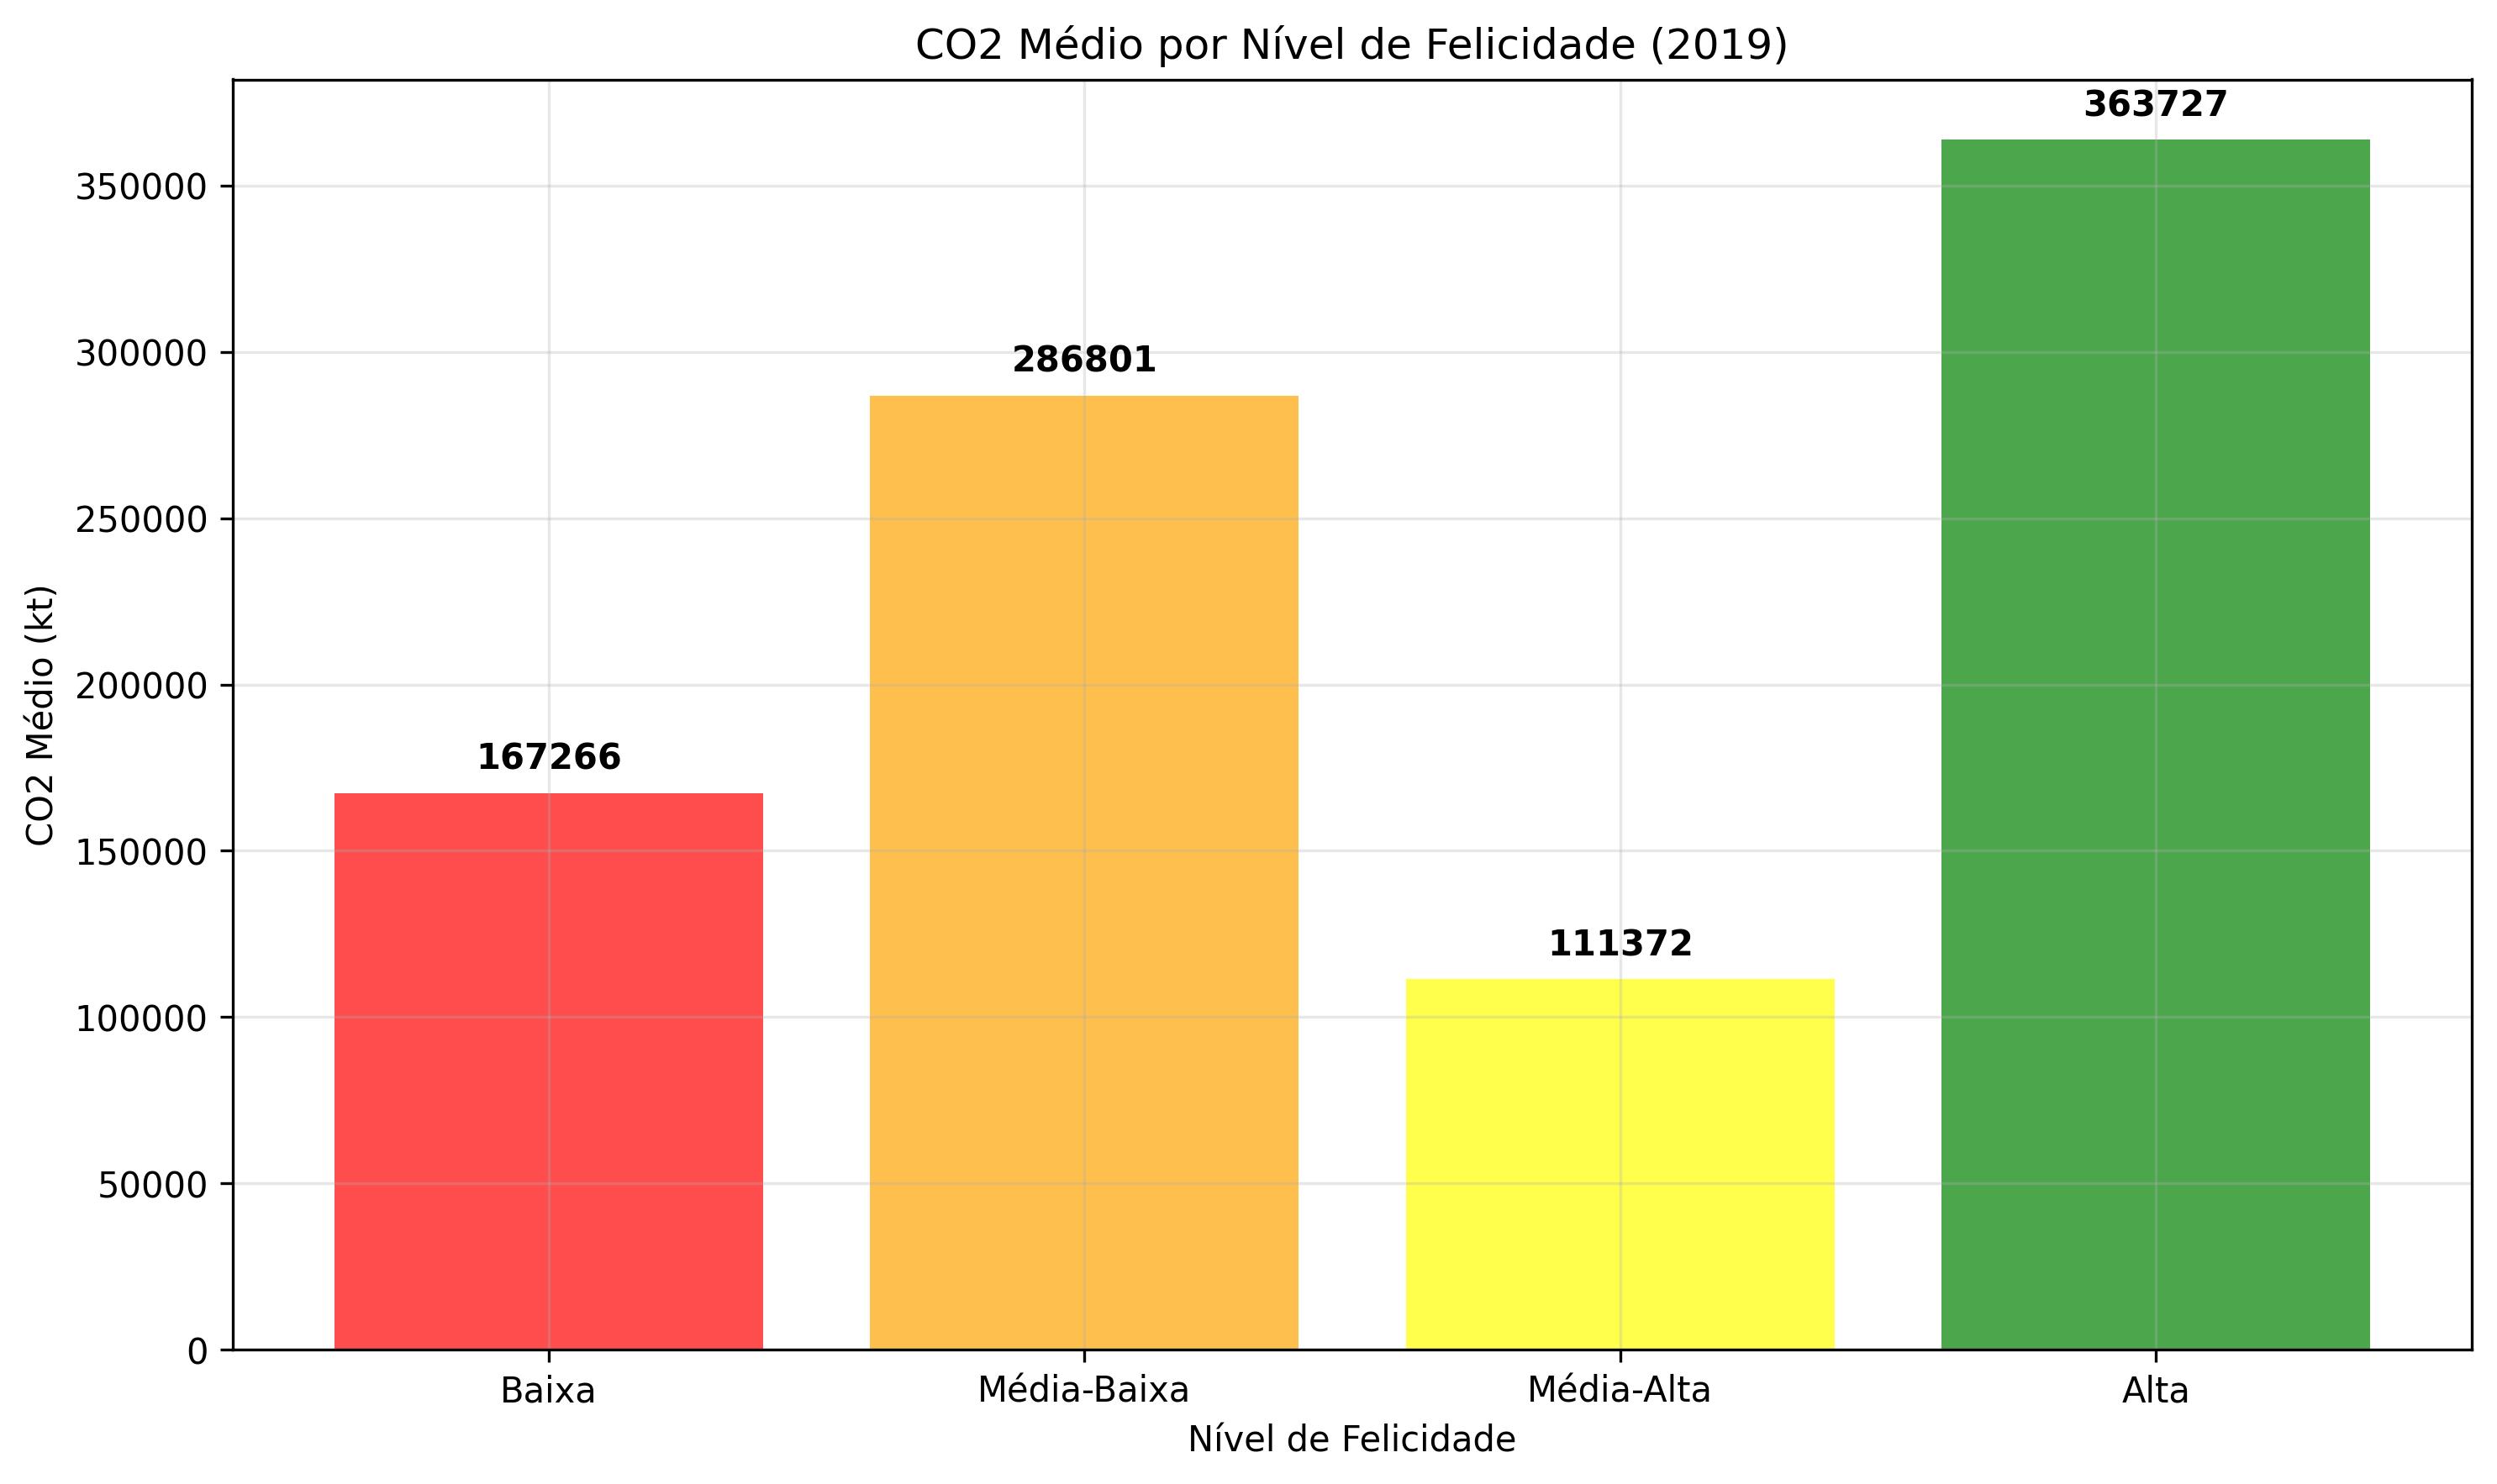 CO2 Médio por Nível de Felicidade (2019)
CO2 Médio (kt)
350000
300000
250000
200000
150000
100000
50000
0
167266
286801
111372
363727
Baixa
Média-Baixa
Média-Alta
Alta
Nível de Felicidade